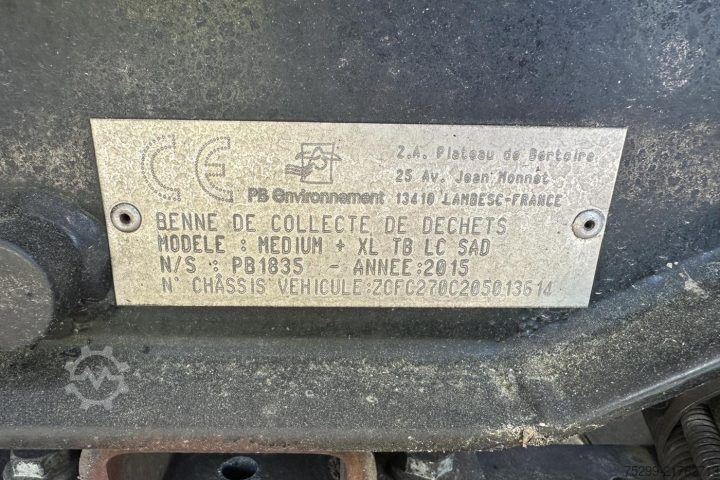 CE
PB environnement
Z.A. Plateau de Bertoire
25 Av. Jean Monnet
13410 LAMBESC-FRANCE
BENNE DE COLLECTE DE DECHETS
MODELE : MEDIUM + XL TB LC SAD
N/S : PB1835 - ANNEE:2015
N° CHÂSSIS VEHICULE:ZCFC270C205013614